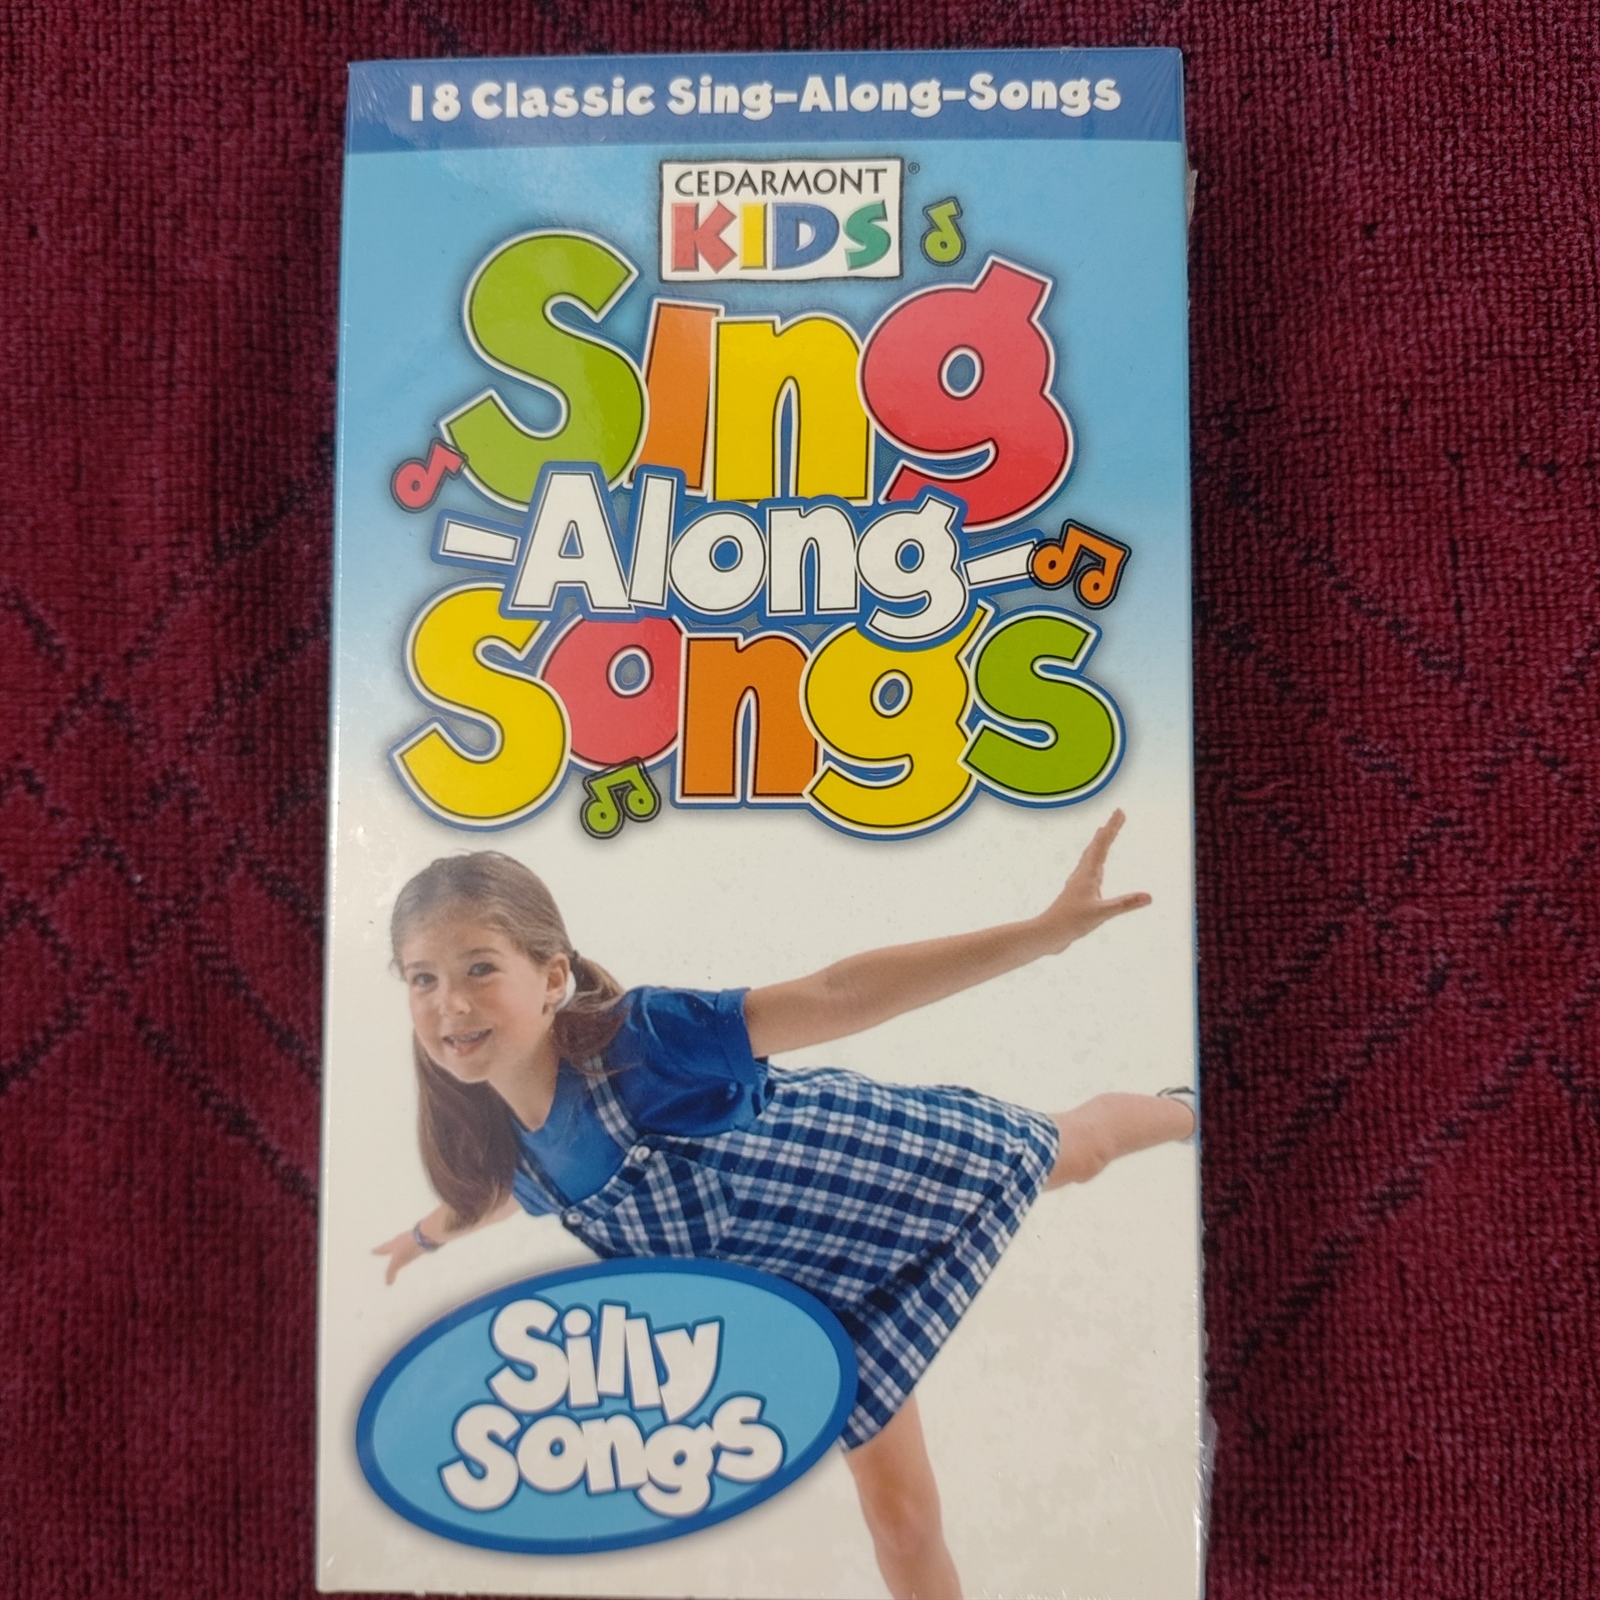 18 Classic Sing-Along-Songs
CEDARMONT ®
KIDS
Sing
-Along-
Songs
Silly
Songs